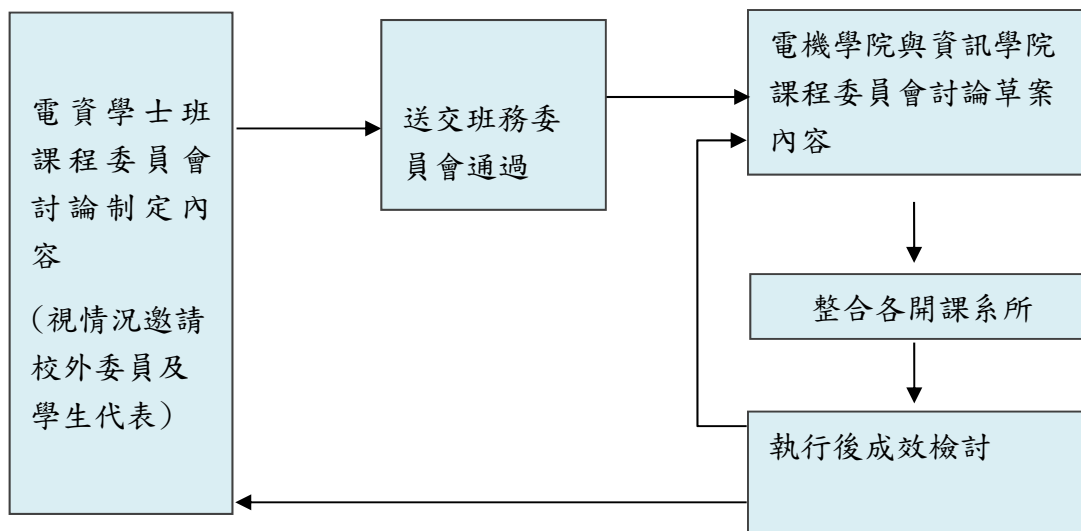 電資學士班
課程委員會
討論制定內
容
(視情況邀請
校外委員及
學生代表)
送交班務委
員會通過
電機學院與資訊學院
課程委員會討論草案
內容
整合各開課系所
執行後成效檢討